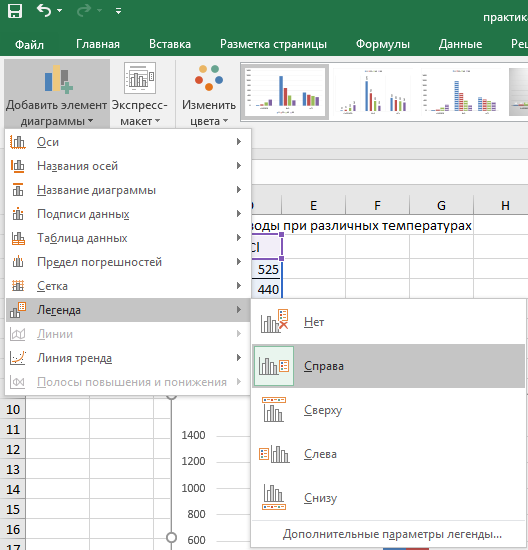 практик
Файл Главная Вставка Разметка страницы Формулы Данные Рец
Добавить элемент диаграммы
Экспресс-макет
Изменить цвета
Оси
Названия осей
Название диаграммы
Подписи данных
Таблица данных
Предел погрешностей
Сетка
Легенда
Линии
Линия тренда
Полосы повышения и понижения
E F G H
воды при различных температурах
Cl
525
440
Нет
Справа
Сверху
Слева
Снизу
Дополнительные параметры легенды...
10
11
12
13
14
15
16
17
1400
1200
1000
800
600